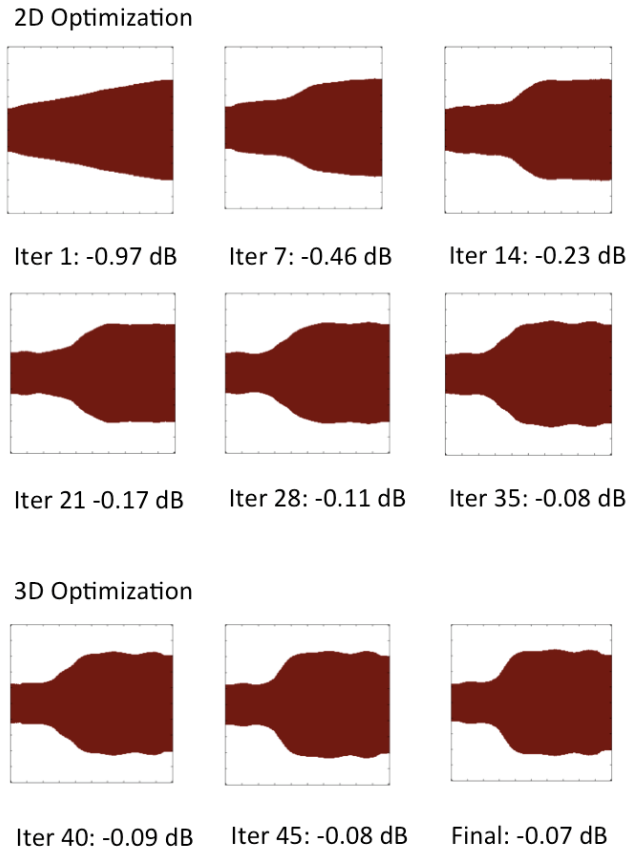 2D Optimization
Iter 1: -0.97 dB
Iter 7: -0.46 dB
Iter 14: -0.23 dB
Iter 21 -0.17 dB
Iter 28: -0.11 dB
Iter 35: -0.08 dB
3D Optimization
Iter 40: -0.09 dB
Iter 45: -0.08 dB
Final: -0.07 dB